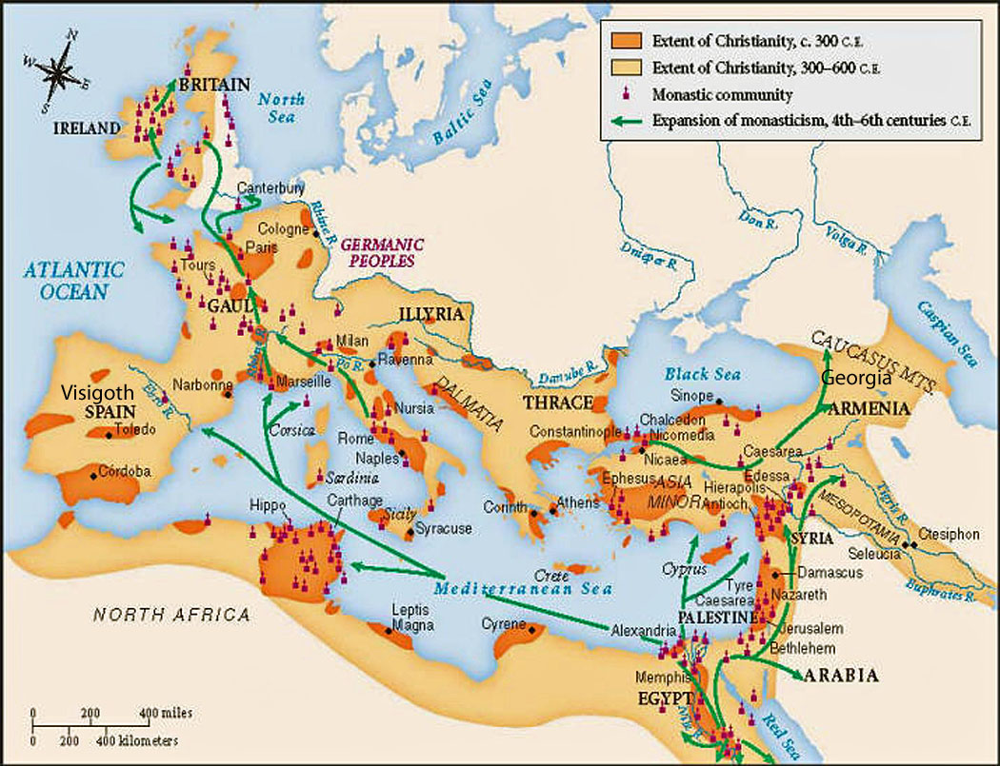 N
W
E
S
Extent of Christianity, c. 300 C.E.
Extent of Christianity, 300–600 C.E.
Monastic community
Expansion of monasticism, 4th–6th centuries C.E.
BRITAIN
North
Sea
Baltic Sea
IRELAND
Canterbury
Cologne
Rhine R.
Paris
GERMANIC
PEOPLES
Don R.
Dnieper R.
Volga R.
ATLANTIC
OCEAN
Tours
GAUL
ILLYRIA
Caspian Sea
CAUCASUS MTS.
Georgia
Milan
Po R.
Ravenna
Danube R.
Black Sea
Visigoth
SPAIN
Ebro R.
Narbonne
Marseille
Nursia
DALMATIA
THRACE
Sinope
ARMENIA
Toledo
Corsica
Rome
Naples
Constantinople
Chalcedon
Nicomedia
Nicaea
Caesarea
Córdoba
Sardinia
Ephesus
ASIA
MINOR
Edessa
Hierapolis
Antioch
MESOPOTAMIA
Tigris R.
Hippo
Carthage
Sicily
Syracuse
Corinth
Athens
SYRIA
Seleucia
Ctesiphon
Euphrates R.
Crete
Cyprus
Mediterranean Sea
Tyre
Caesarea
Damascus
Nazareth
NORTH AFRICA
Leptis
Magna
Cyrene
Alexandria
PALESTINE
Jerusalem
Bethlehem
Memphis
EGYPT
Nile R.
ARABIA
Red Sea
0 200 400 miles
0 200 400 kilometers